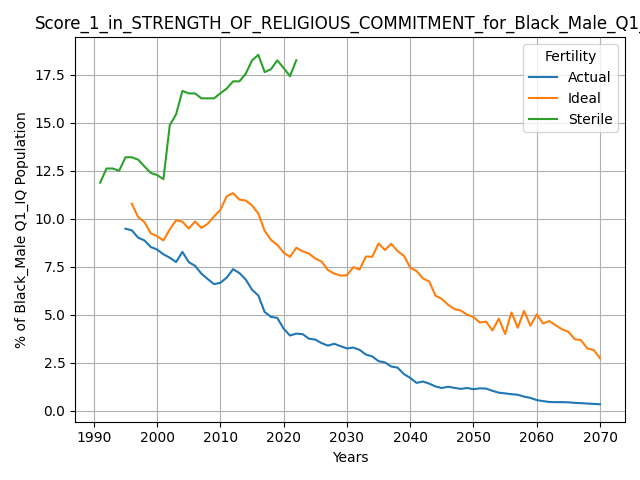 Score_1_in_STRENGTH_OF_RELIGIOUS_COMMITMENT_for_Black_Male_Q1_
Fertility
Actual
Ideal
Sterile
% of Black_Male Q1_IQ Population
17.5
15.0
12.5
10.0
7.5
5.0
2.5
0.0
1990 2000 2010 2020 2030 2040 2050 2060 2070
Years